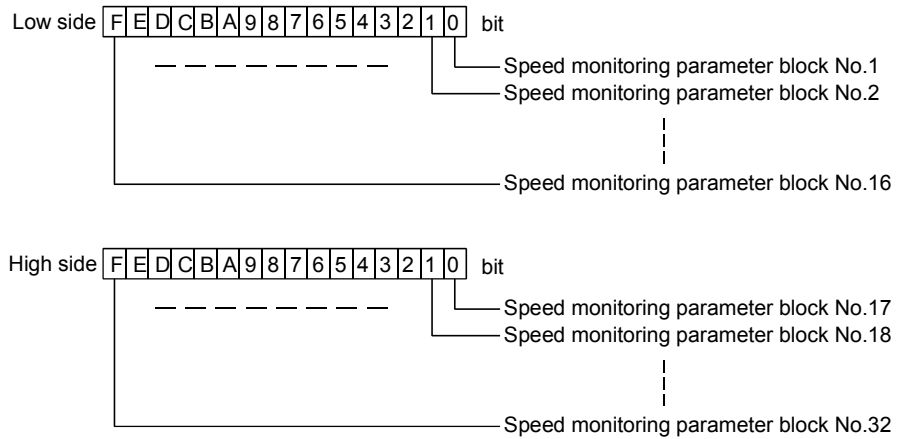 Low side F E D C B A 9 8 7 6 5 4 3 2 1 0 bit
Speed monitoring parameter block No.1
Speed monitoring parameter block No.2
Speed monitoring parameter block No.16
High side F E D C B A 9 8 7 6 5 4 3 2 1 0 bit
Speed monitoring parameter block No.17
Speed monitoring parameter block No.18
Speed monitoring parameter block No.32